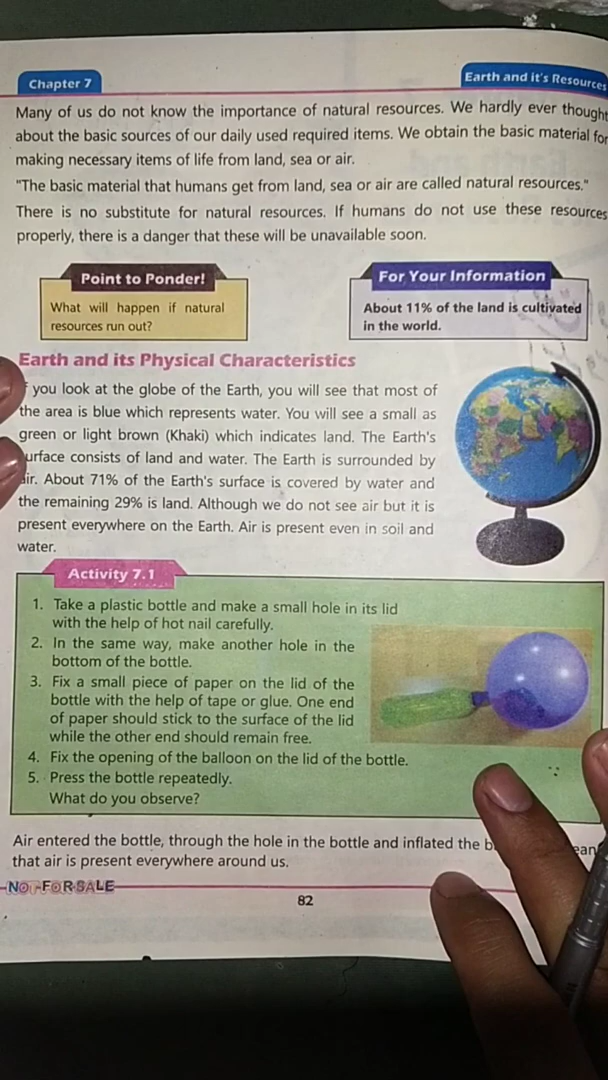 Chapter 7
Earth and it's Resources
Many of us do not know the importance of natural resources. We hardly ever thought
about the basic sources of our daily used required items. We obtain the basic material for
making necessary items of life from land, sea or air.
"The basic material that humans get from land, sea or air are called natural resources."
There is no substitute for natural resources. If humans do not use these resources
properly, there is a danger that these will be unavailable soon.
Point to Ponder!
What will happen if natural
resources run out?
For Your Information
About 11% of the land is cultivated
in the world.
Earth and its Physical Characteristics
you look at the globe of the Earth, you will see that most of
the area is blue which represents water. You will see a small as
green or light brown (Khaki) which indicates land. The Earth's
urface consists of land and water. The Earth is surrounded by
air. About 71% of the Earth's surface is covered by water and
the remaining 29% is land. Although we do not see air but it is
present everywhere on the Earth. Air is present even in soil and
water.
Activity 7.1
1. Take a plastic bottle and make a small hole in its lid
with the help of hot nail carefully.
2. In the same way, make another hole in the
bottom of the bottle.
3. Fix a small piece of paper on the lid of the
bottle with the help of tape or glue. One end
of paper should stick to the surface of the lid
while the other end should remain free.
4. Fix the opening of the balloon on the lid of the bottle.
5. Press the bottle repeatedly.
What do you observe?
Air entered the bottle, through the hole in the bottle and inflated the
that air is present everywhere around us.
NOT FOR SALE
82